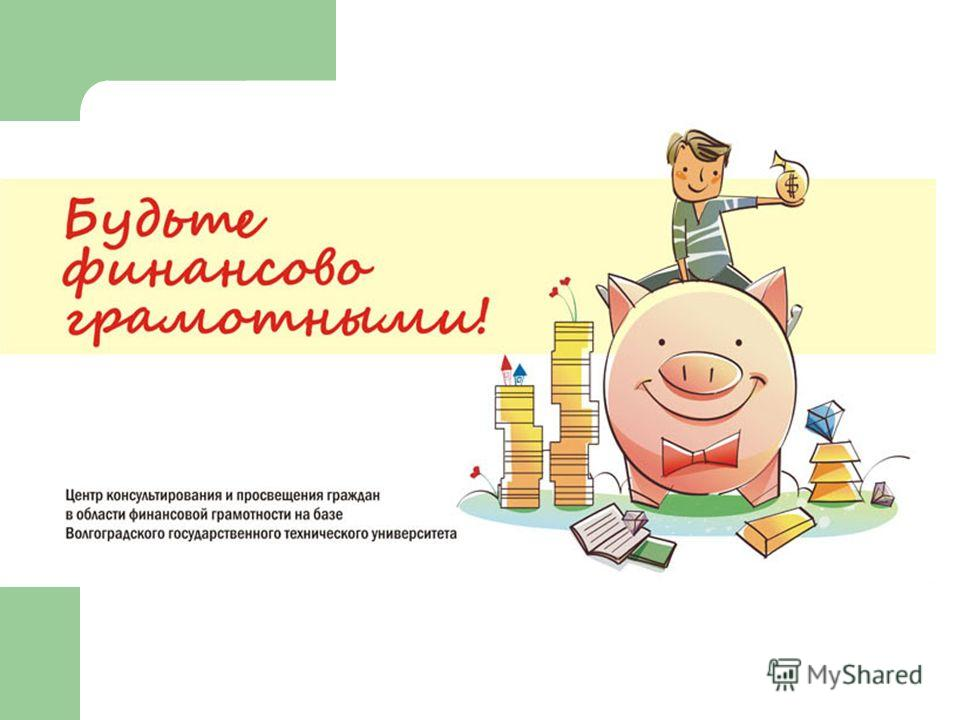 Будьте
финансово
грамотными!
$
Центр консультирования и просвещения граждан
в области финансовой грамотности на базе
Волгоградского государственного технического университета
MyShared